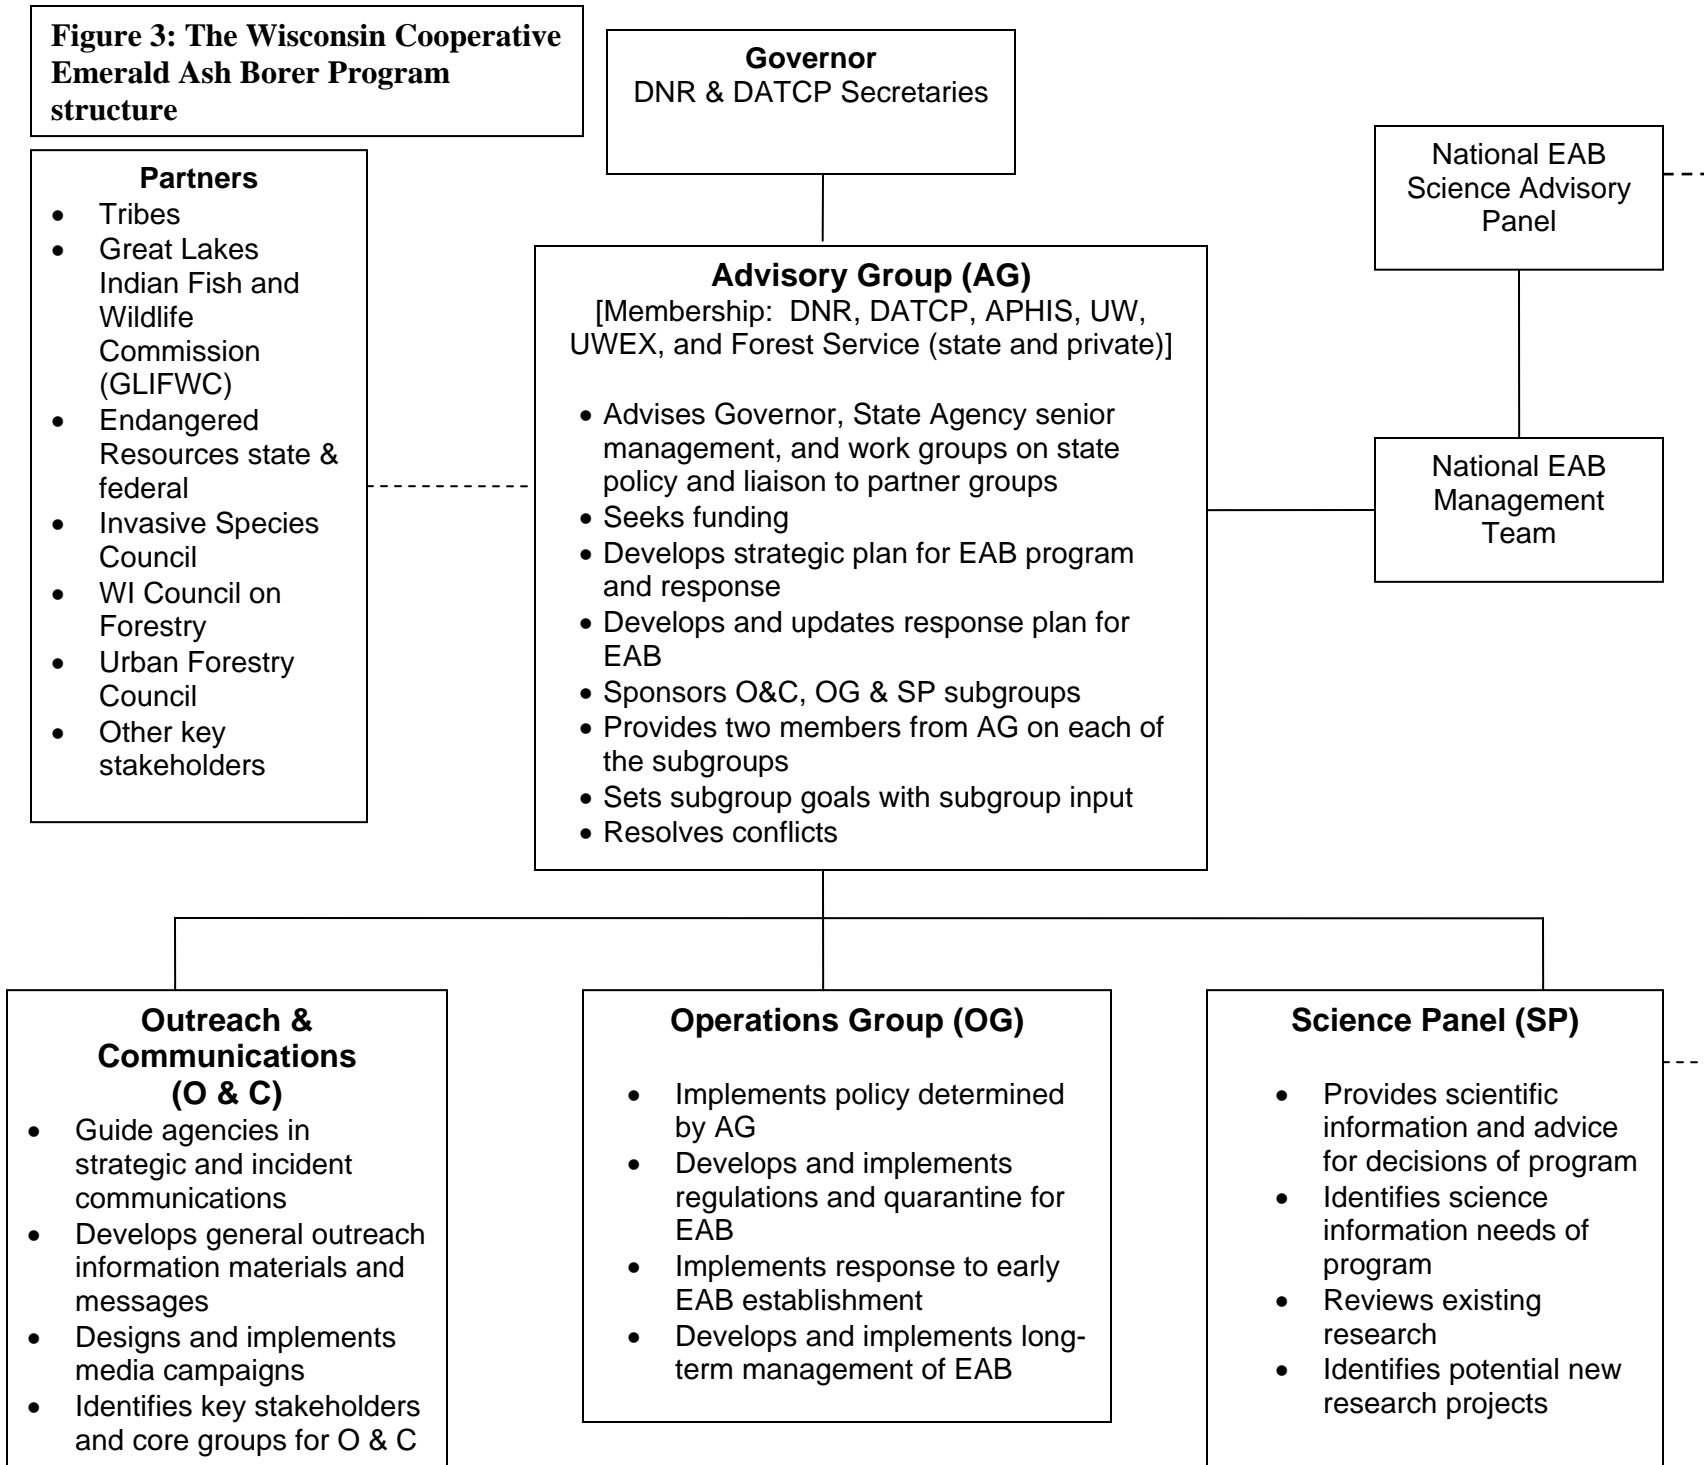 Figure 3: The Wisconsin Cooperative
Emerald Ash Borer Program
structure
Governor
DNR & DATCP Secretaries
National EAB
Science Advisory
Panel
Partners
• Tribes
• Great Lakes
Indian Fish and
Wildlife
Commission
(GLIFWC)
• Endangered
Resources state &
federal
• Invasive Species
Council
• WI Council on
Forestry
• Urban Forestry
Council
• Other key
stakeholders
Advisory Group (AG)
[Membership:  DNR, DATCP, APHIS, UW,
UWEX, and Forest Service (state and private)]
• Advises Governor, State Agency senior
management, and work groups on state
policy and liaison to partner groups
• Seeks funding
• Develops strategic plan for EAB program
and response
• Develops and updates response plan for
EAB
• Sponsors O&C, OG & SP subgroups
• Provides two members from AG on each of
the subgroups
• Sets subgroup goals with subgroup input
• Resolves conflicts
National EAB
Management
Team
Outreach &
Communications
(O & C)
• Guide agencies in
strategic and incident
communications
• Develops general outreach
information materials and
messages
• Designs and implements
media campaigns
• Identifies key stakeholders
and core groups for O & C
Operations Group (OG)
• Implements policy determined
by AG
• Develops and implements
regulations and quarantine for
EAB
• Implements response to early
EAB establishment
• Develops and implements long-
term management of EAB
Science Panel (SP)
• Provides scientific
information and advice
for decisions of program
• Identifies science
information needs of
program
• Reviews existing
research
• Identifies potential new
research projects